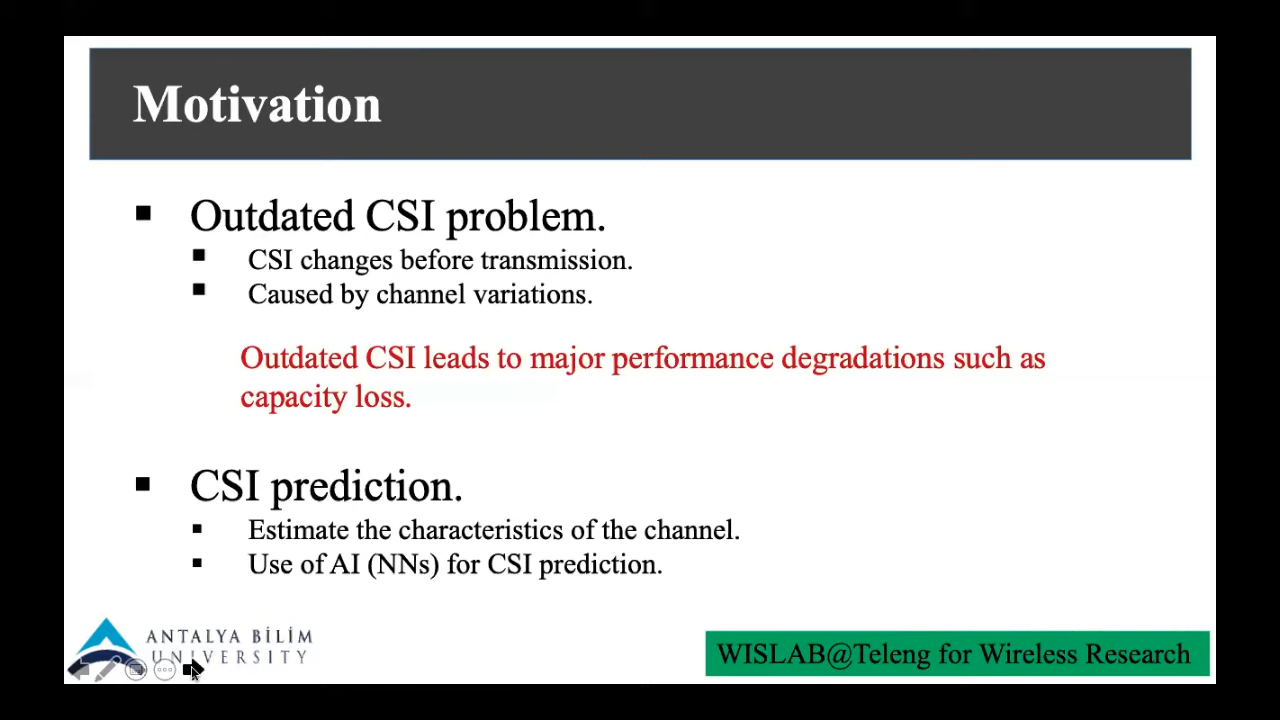 Motivation
Outdated CSI problem.
CSI changes before transmission.
Caused by channel variations.
Outdated CSI leads to major performance degradations such as
capacity loss.
CSI prediction.
Estimate the characteristics of the channel.
Use of AI (NNs) for CSI prediction.
ANTALYA BİLİM
UNIVERSITY
WISLAB@Teleng for Wireless Research